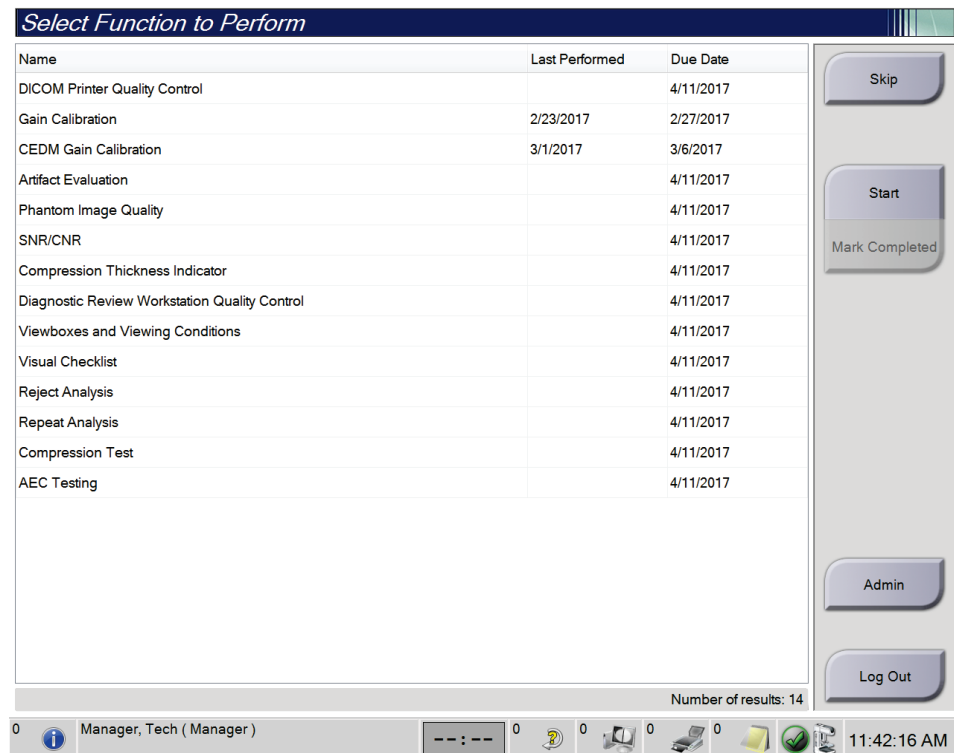 Select Function to Perform
Name Last Performed Due Date
DICOM Printer Quality Control 4/11/2017
Gain Calibration 2/23/2017 2/27/2017
CEDM Gain Calibration 3/1/2017 3/6/2017
Artifact Evaluation 4/11/2017
Phantom Image Quality 4/11/2017
SNR/CNR 4/11/2017
Compression Thickness Indicator 4/11/2017
Diagnostic Review Workstation Quality Control 4/11/2017
Viewboxes and Viewing Conditions 4/11/2017
Visual Checklist 4/11/2017
Reject Analysis 4/11/2017
Repeat Analysis 4/11/2017
Compression Test 4/11/2017
AEC Testing 4/11/2017
Number of results: 14
Skip
Start
Mark Completed
Admin
Log Out
0 Manager, Tech ( Manager ) --:-- 0 0 0 0 11:42:16 AM